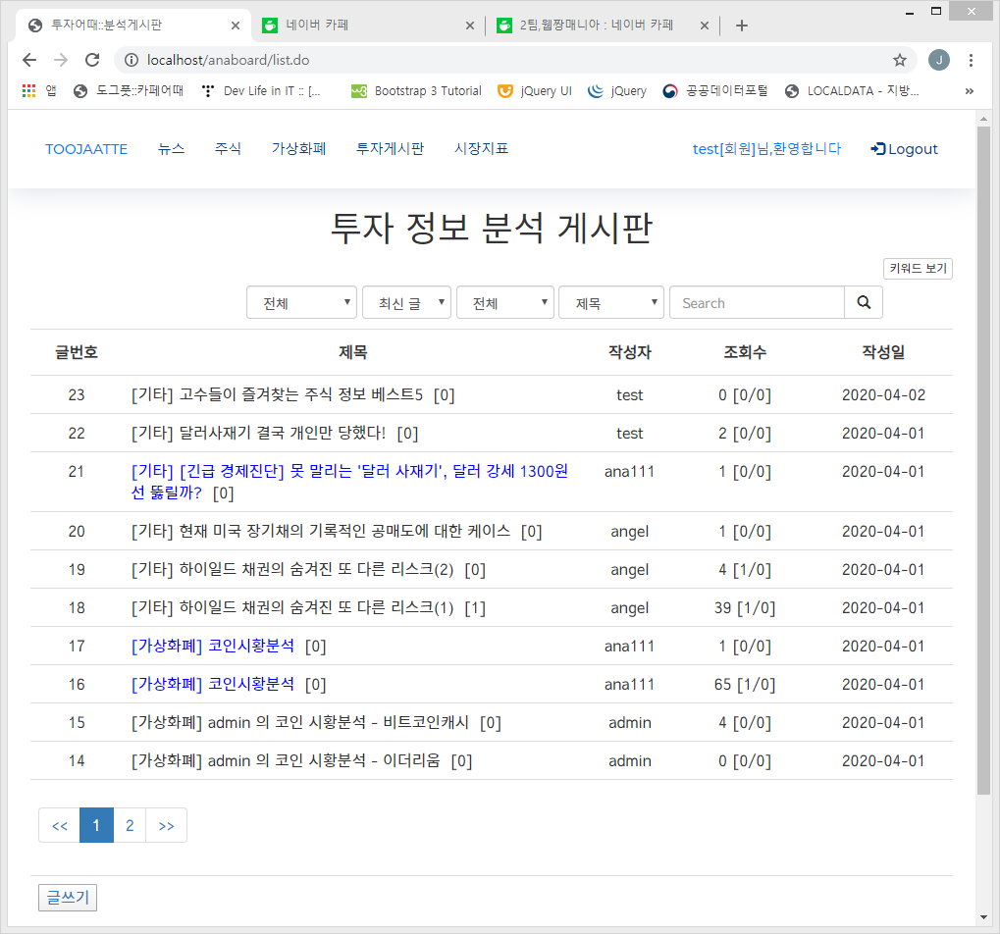 투자어때::분석게시판
네이버 카페
2팀,웹짱매니아 : 네이버 카페
localhost/anaboard/list.do
J
앱
도그풋::카페어때
Dev Life in IT :: [...
w3
Bootstrap 3 Tutorial
jQuery UI
jQuery
공공데이터포털
LOCALDATA - 지방...
»
TOOJAATTE 뉴스 주식 가상화폐 투자게시판 시장지표 test[회원]님,환영합니다 Logout
투자 정보 분석 게시판
키워드 보기
전체 최신 글 전체 제목 Search
글번호 제목 작성자 조회수 작성일
23 [기타] 고수들이 즐겨찾는 주식 정보 베스트5 [0] test 0 [0/0] 2020-04-02
22 [기타] 달러사재기 결국 개인만 당했다! [0] test 2 [0/0] 2020-04-01
21 [기타] [긴급 경제진단] 못 말리는 '달러 사재기', 달러 강세 1300원 ana111 1 [0/0] 2020-04-01
선 뚫릴까? [0]
20 [기타] 현재 미국 장기채의 기록적인 공매도에 대한 케이스 [0] angel 1 [0/0] 2020-04-01
19 [기타] 하이일드 채권의 숨겨진 또 다른 리스크(2) [0] angel 4 [1/0] 2020-04-01
18 [기타] 하이일드 채권의 숨겨진 또 다른 리스크(1) [1] angel 39 [1/0] 2020-04-01
17 [가상화폐] 코인시황분석 [0] ana111 1 [0/0] 2020-04-01
16 [가상화폐] 코인시황분석 [0] ana111 65 [1/0] 2020-04-01
15 [가상화폐] admin 의 코인 시황분석 - 비트코인캐시 [0] admin 4 [0/0] 2020-04-01
14 [가상화폐] admin 의 코인 시황분석 - 이더리움 [0] admin 0 [0/0] 2020-04-01
<< 1 2 >>
글쓰기